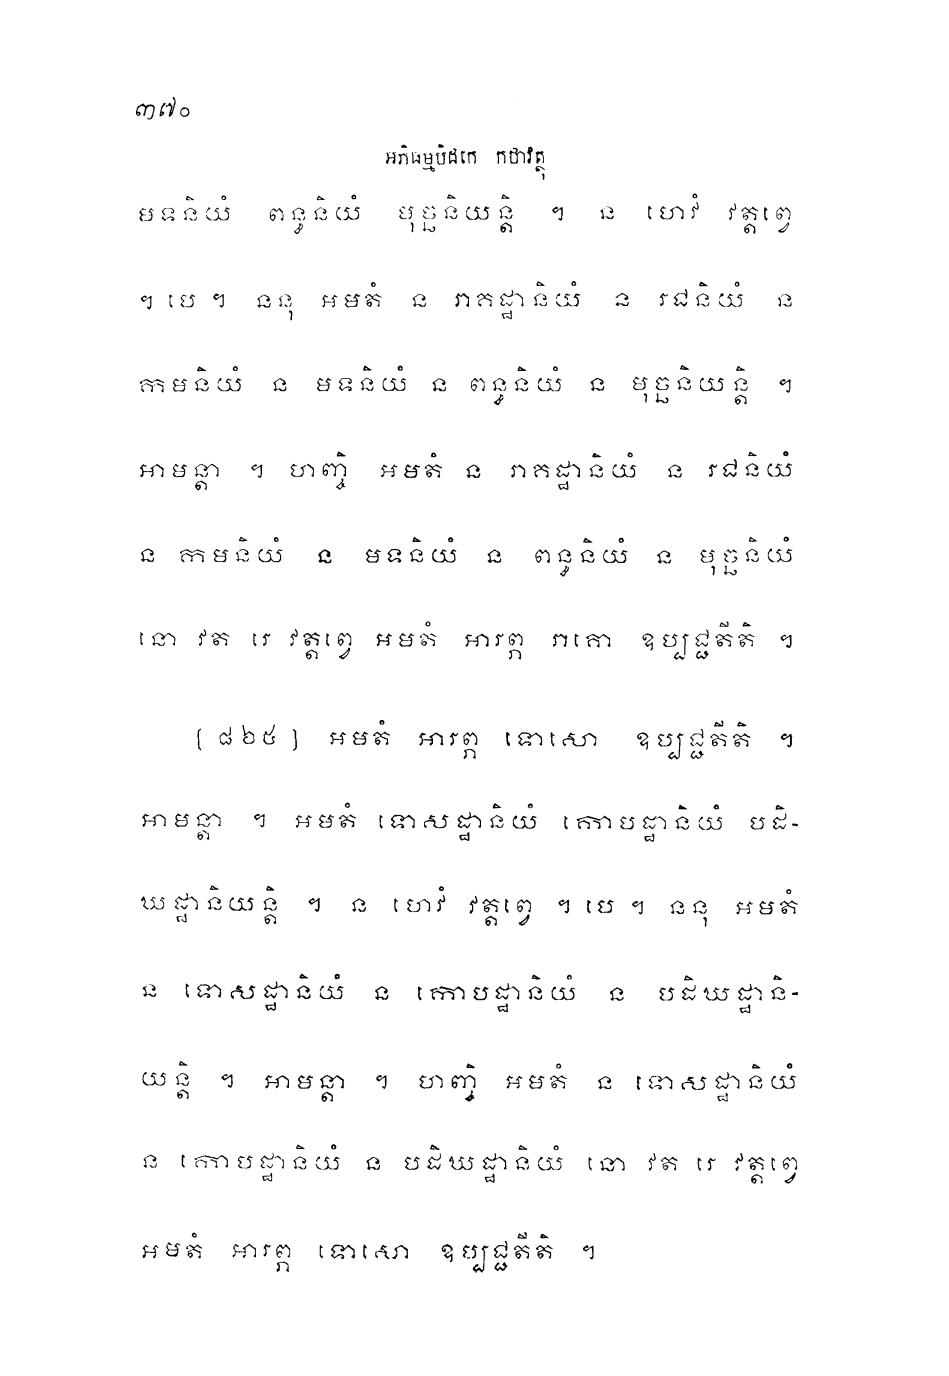 ៣៧០
អភិធម្មបិដកេ កថាវត្ថុ
មទនិយំ ពន្ធនិយំ មុច្ឆនិយន្តិ ។ ន ហេវំ វត្តព្វេ
។ បេ ។ ននុ អមតំ ន រាគដ្ឋានិយំ ន រជនិយំ ន
កាមនិយំ ន មទនិយំ ន ពន្ធនិយំ ន មុច្ឆនិយន្តិ ។
អាមន្តា ។ ហញ្ចិ អមតំ ន រាគដ្ឋានិយំ ន រជនិយំ
ន កាមនិយំ ន មទនិយំ ន ពន្ធនិយំ ន មុច្ឆនិយំ
នោ វត រេ វត្តព្វេ អមតំ អារព្ភ រាគោ ឧប្បជ្ជតីតិ ។
[៨២៥] អមតំ អារព្ភ ទោសោ ឧប្បជ្ជតីតិ ។
អាមន្តា ។ អមតំ ទោសដ្ឋានិយំ កោបដ្ឋានិយំ បដិ-
ឃដ្ឋានិយន្តិ ។ ន ហេវំ វត្តព្វេ ។ បេ ។ ននុ អមតំ
ន ទោសដ្ឋានិយំ ន កោបដ្ឋានិយំ ន បដិឃដ្ឋានិ-
យន្តិ ។ អាមន្តា ។ ហញ្ចិ អមតំ ន ទោសដ្ឋានិយំ
ន កោបដ្ឋានិយំ ន បដិឃដ្ឋានិយំ នោ វត រេ វត្តព្វេ
អមតំ អារព្ភ ទោសោ ឧប្បជ្ជតីតិ ។